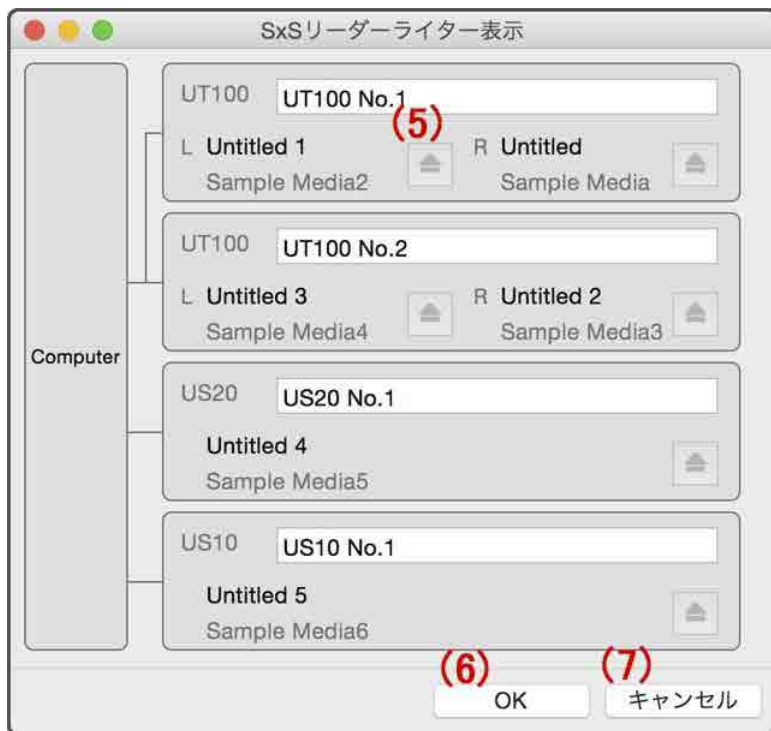 SxSリーダーライター表示
Computer
UT100 UT100 No.1
(5)
L Untitled 1 R Untitled
Sample Media2 Sample Media
UT100 UT100 No.2
L Untitled 3 R Untitled 2
Sample Media4 Sample Media3
US20 US20 No.1
Untitled 4
Sample Media5
US10 US10 No.1
Untitled 5
Sample Media6
(6) (7)
OK キャンセル